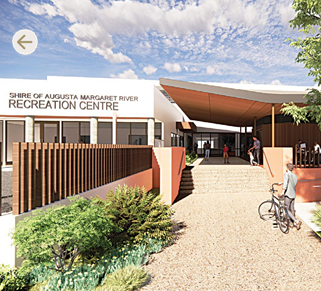 SHIRE OF AUGUSTA MARGARET RIVER
RECREATION CENTRE